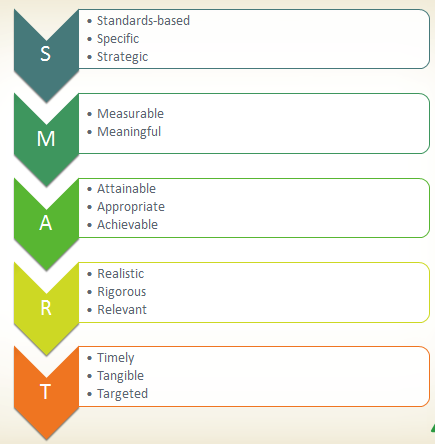 S
• Standards-based
• Specific
• Strategic
M
• Measurable
• Meaningful
A
• Attainable
• Appropriate
• Achievable
R
• Realistic
• Rigorous
• Relevant
T
• Timely
• Tangible
• Targeted